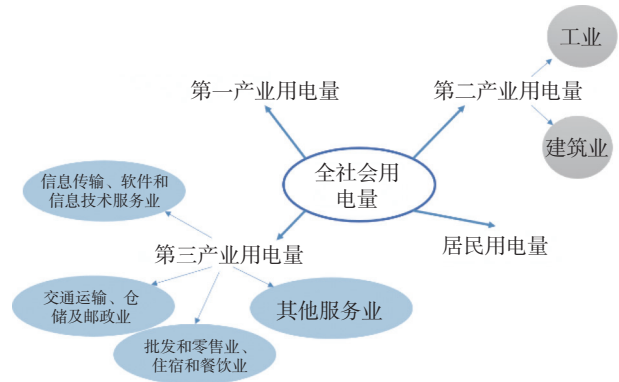 工业
第一产业用电量
第二产业用电量
建筑业
全社会用
电量
信息传输、软件和
信息技术服务业
居民用电量
第三产业用电量
交通运输、仓
储及邮政业
其他服务业
批发和零售业、
住宿和餐饮业